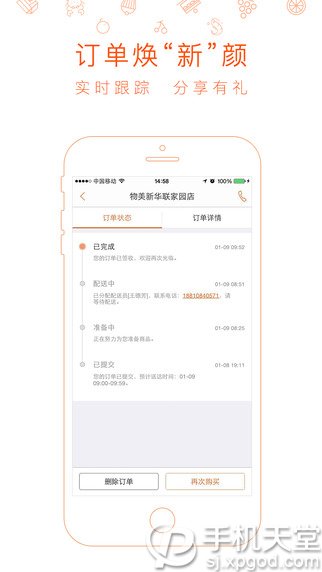 订单焕“新”颜
实时跟踪 分享有礼
中国移动 14:58 100%
物美新华联家园店
订单状态 订单详情
已完成 01-09 09:52
您的订单已签收，欢迎再次光临。
配送中 01-09 08:51
已分配配送员[王德芳]，联系电话：18810840571，请
等待配送。
准备中 01-09 08:25
正在努力为您准备商品。
已提交 01-08 19:11
您的订单已提交，预计送达时间：01-09
09:00-09:59。
删除订单 再次购买
手机天堂
sj.xpgod.com